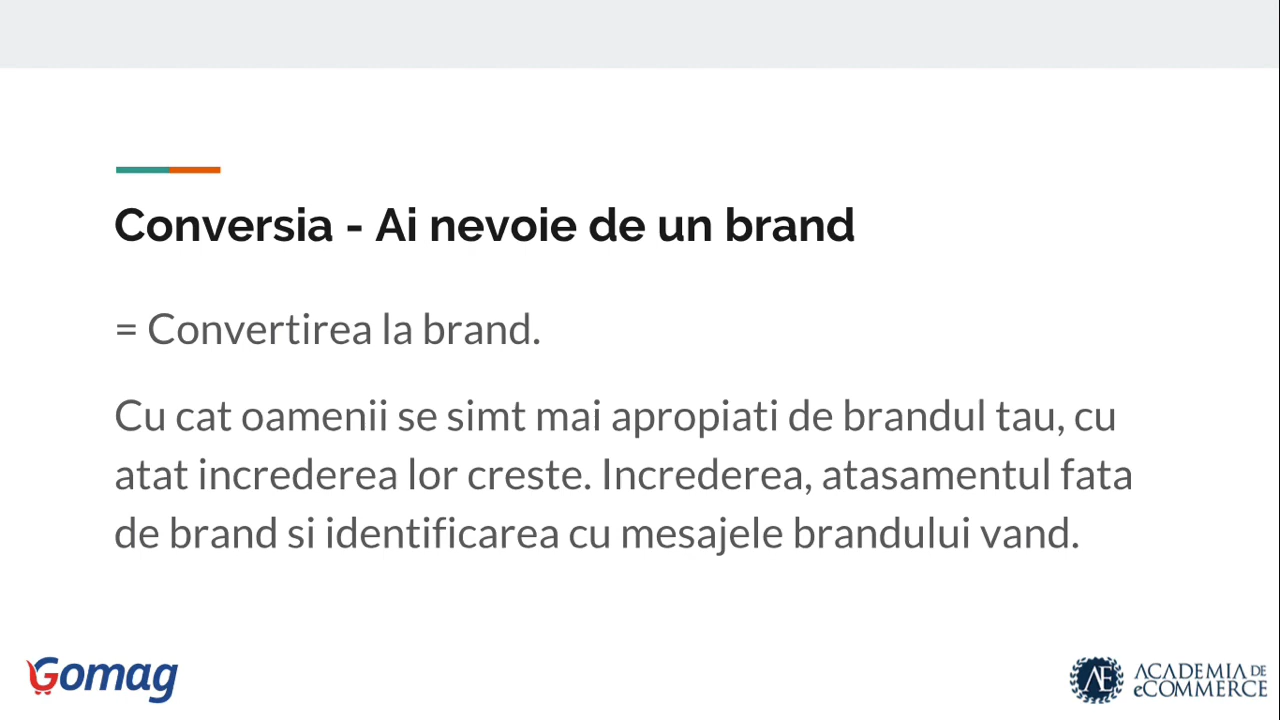 Conversia - Ai nevoie de un brand
= Convertirea la brand.
Cu cat oamenii se simt mai apropiati de brandul tau, cu
atat increderea lor creste. Increderea, atasamentul fata
de brand si identificarea cu mesajele brandului vand.
Gomag
AE ACADEMIA DE
eCOMMERCE